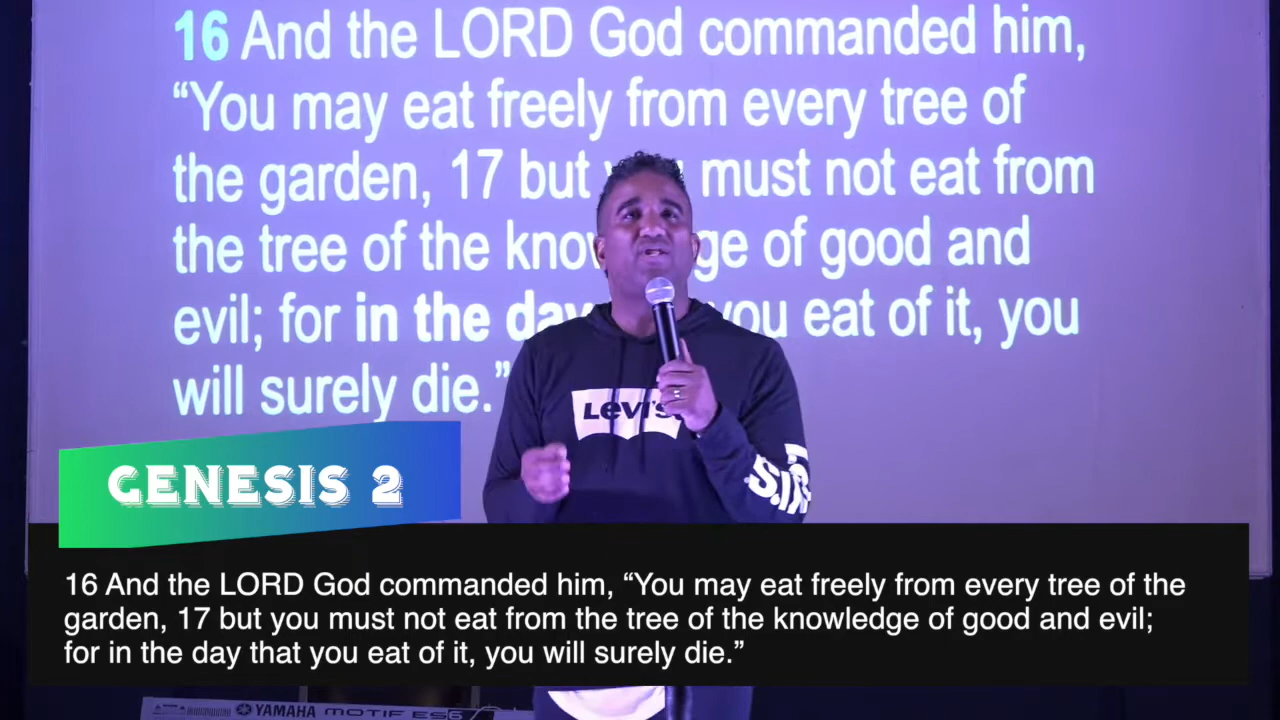 16 And the LORD God commanded him,
“You may eat freely from every tree of
the garden, 17 but must not eat from
the tree of the of good and
evil; for in the day you eat of it, you
will surely die.”
Levi's
GENESIS 2
16 And the LORD God commanded him, “You may eat freely from every tree of the
garden, 17 but you must not eat from the tree of the knowledge of good and evil;
for in the day that you eat of it, you will surely die.”
YAMAHA MOTIF ES6